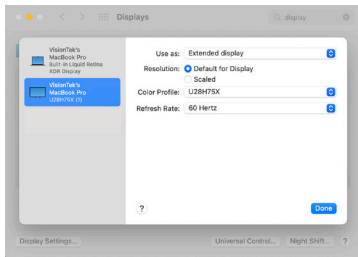 Displays
display
VisionTek's
MacBook Pro
Built-in Liquid Retina
XDR Display
VisionTek's
MacBook Pro
U28H75X (1)
Use as: Extended display
Resolution: Default for Display
Scaled
Color Profile: U28H75X
Refresh Rate: 60 Hertz
?
Done
Display Settings...
Universal Control...
Night Shift...
?